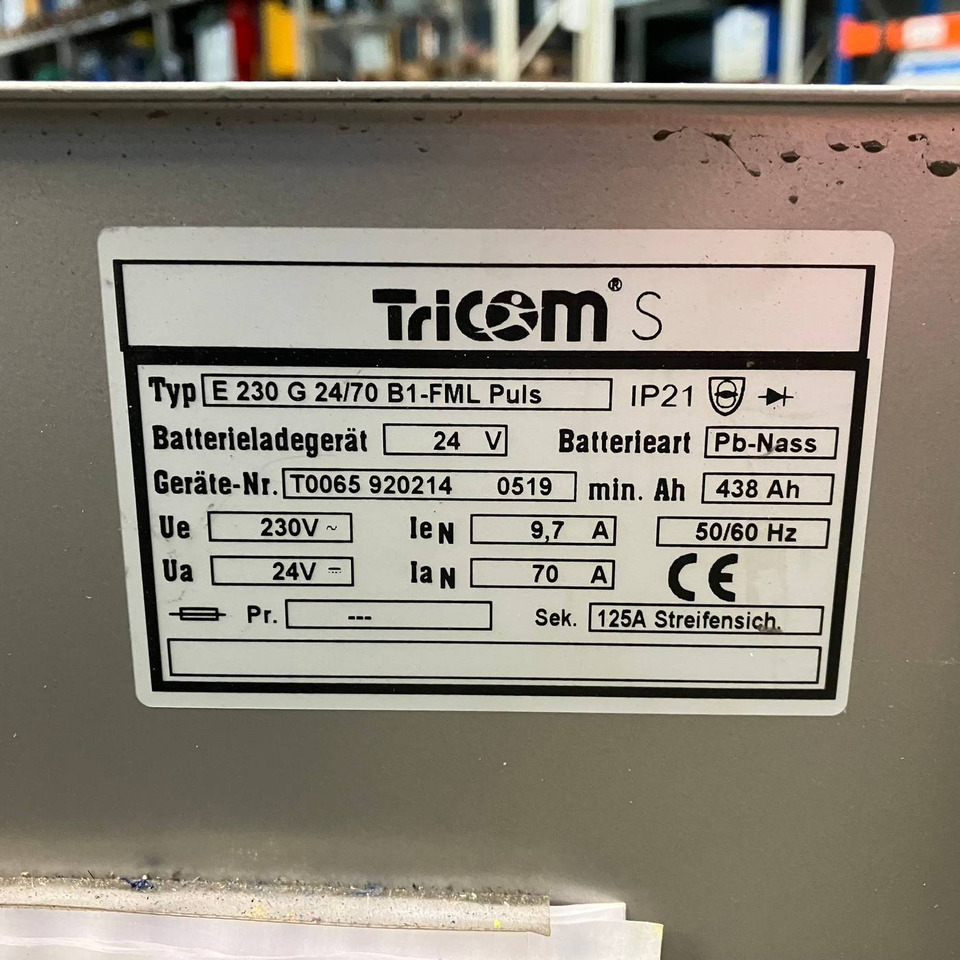 TriCOM® S
Typ E 230 G 24/70 B1-FML Puls IP21
Batterieladegerät 24 V Batterieart Pb-Nass
Geräte-Nr. T0065 920214 0519 min. Ah 438 Ah
Ue 230V ~ IeN 9,7 A 50/60 Hz
Ua 24V ⎓ IaN 70 A CE
Pr. --- Sek. 125A Streifensich.